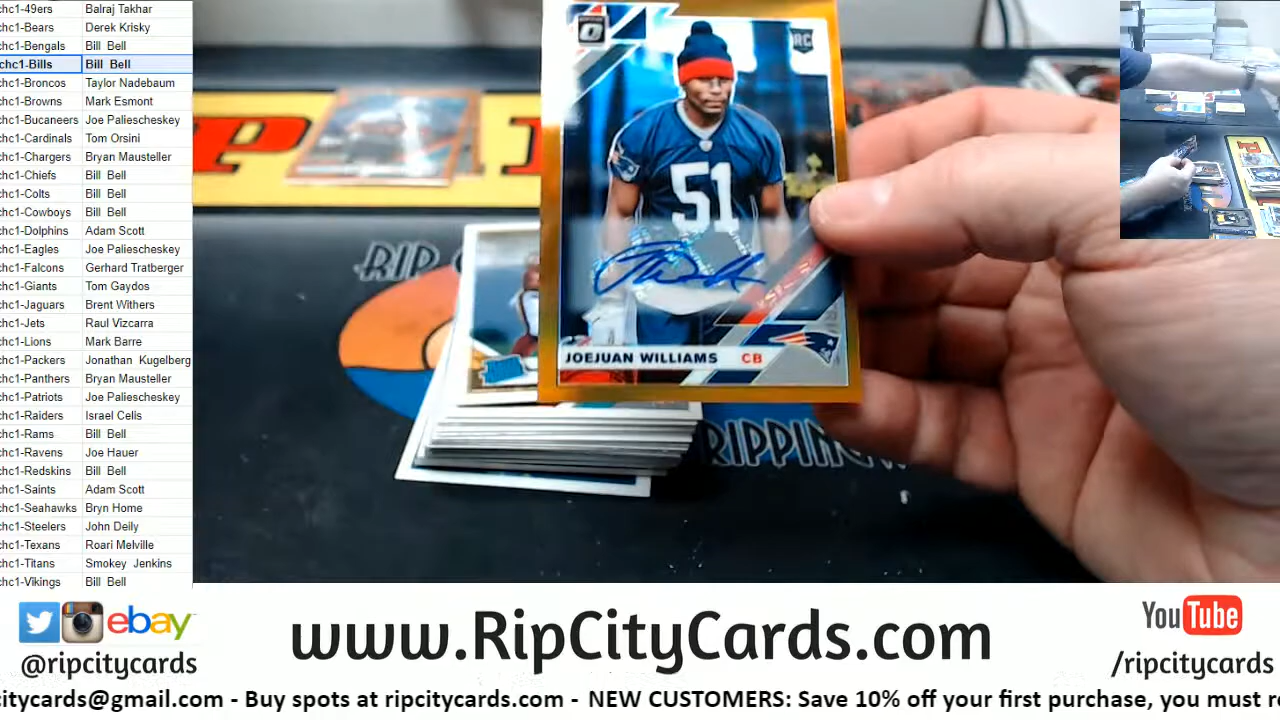 chc1-49ers Balraj Takhar
chc1-Bears Derek Krisky
chc1-Bengals Bill Bell
chc1-Bills Bill Bell
chc1-Broncos Taylor Nadebaum
chc1-Browns Mark Esmont
chc1-Bucaneers Joe Paliescheskey
chc1-Cardinals Tom Orsini
chc1-Chargers Bryan Mausteller
chc1-Chiefs Bill Bell
chc1-Colts Bill Bell
chc1-Cowboys Bill Bell
chc1-Dolphins Adam Scott
chc1-Eagles Joe Paliescheskey
chc1-Falcons Gerhard Tratberger
chc1-Giants Tom Gaydos
chc1-Jaguars Brent Withers
chc1-Jets Raul Vizcarra
chc1-Lions Mark Barre
chc1-Packers Jonathan Kugelberg
chc1-Panthers Bryan Mausteller
chc1-Patriots Joe Paliescheskey
chc1-Raiders Israel Celis
chc1-Rams Bill Bell
chc1-Ravens Joe Hauer
chc1-Redskins Bill Bell
chc1-Saints Adam Scott
chc1-Seahawks Bryn Home
chc1-Steelers John Deily
chc1-Texans Roari Melville
chc1-Titans Smokey Jenkins
chc1-Vikings Bill Bell
RC
51
JOEJUAN WILLIAMS CB
RIP
RIPPIN
ebay
@ripcitycards
www.RipCityCards.com
YouTube
/ripcitycards
citycards@gmail.com - Buy spots at ripcitycards.com - NEW CUSTOMERS: Save 10% off your first purchase, you must re